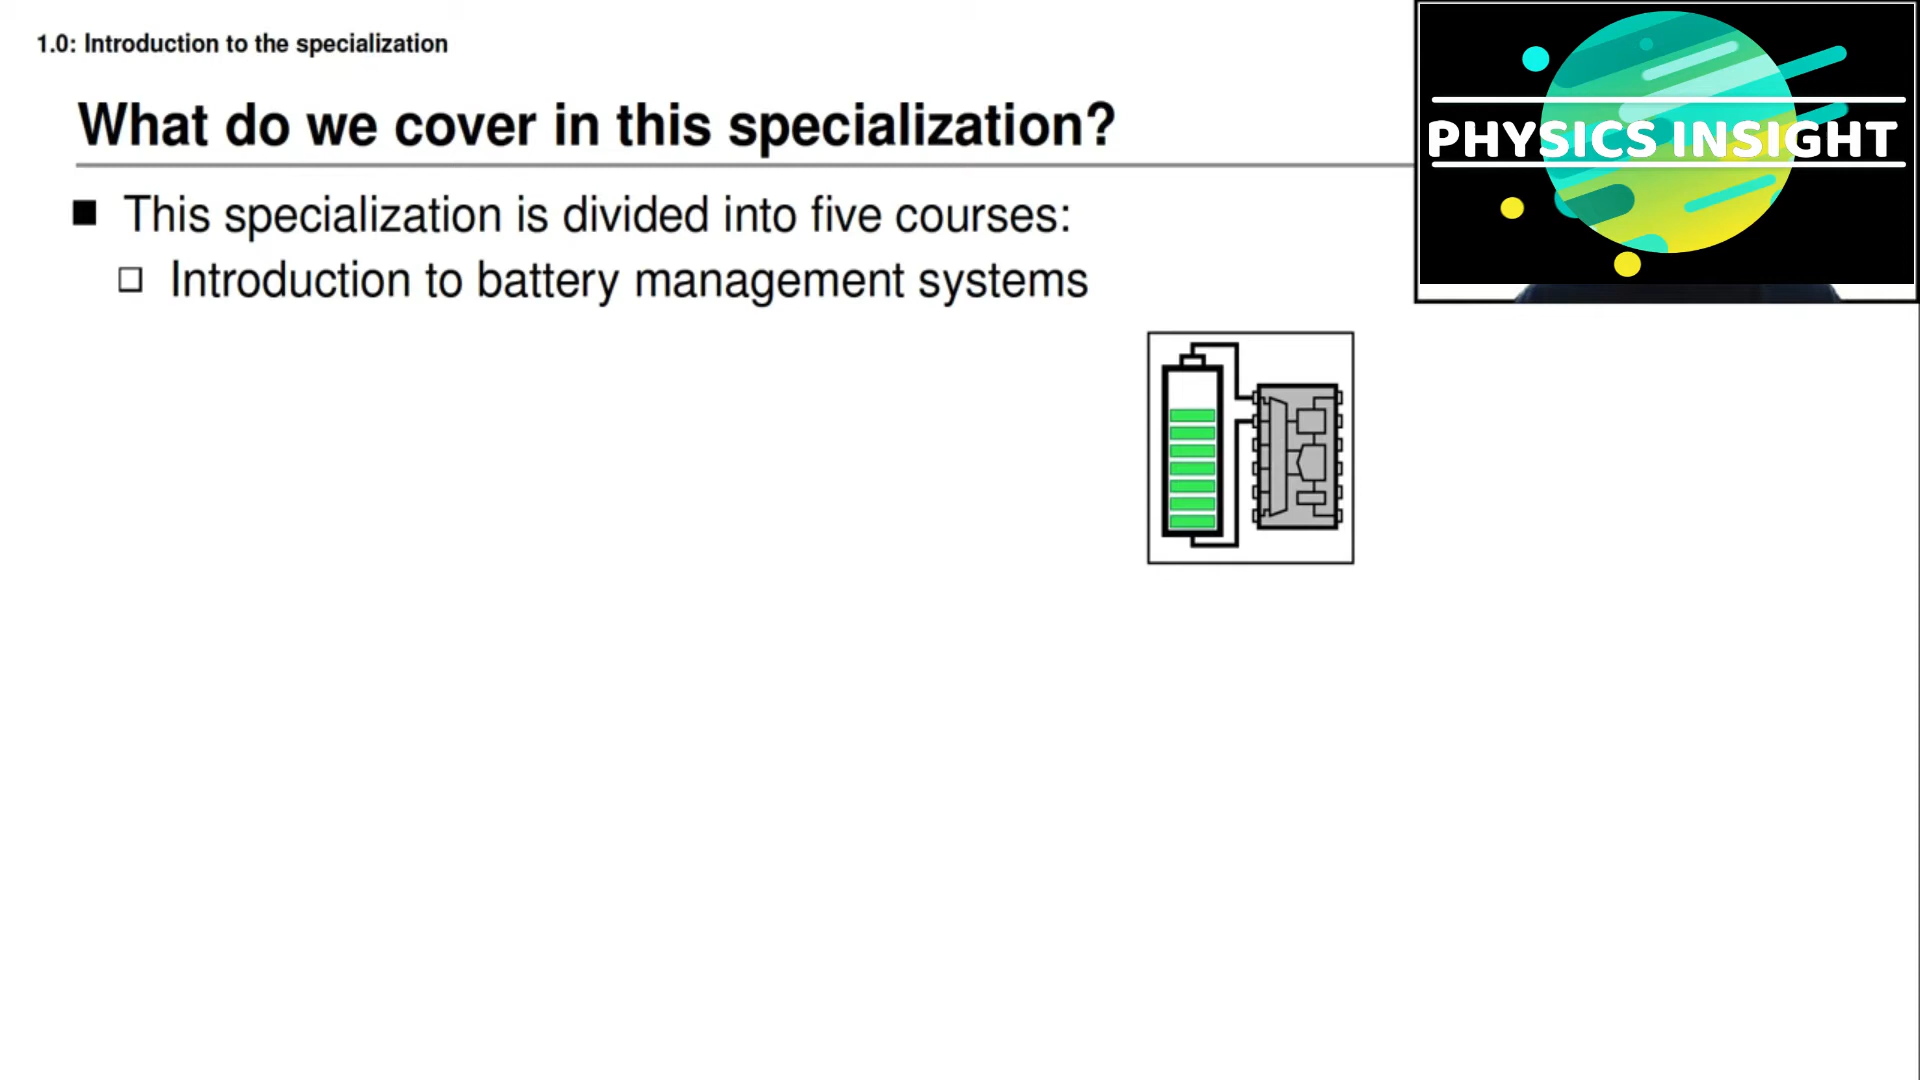 1.0: Introduction to the specialization
What do we cover in this specialization?
This specialization is divided into five courses:
Introduction to battery management systems
PHYSICS INSIGHT